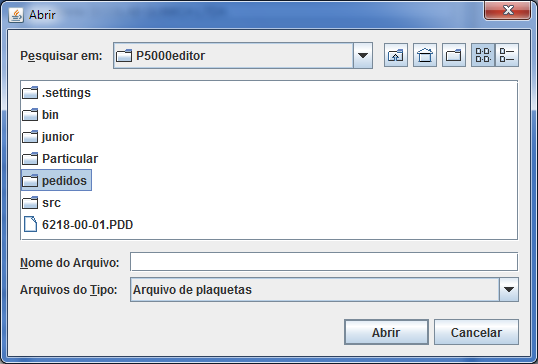 Abrir
Pesquisar em: P5000editor
.settings
bin
junior
Particular
pedidos
src
6218-00-01.PDD
Nome do Arquivo:
Arquivos do Tipo: Arquivo de plaquetas
Abrir Cancelar